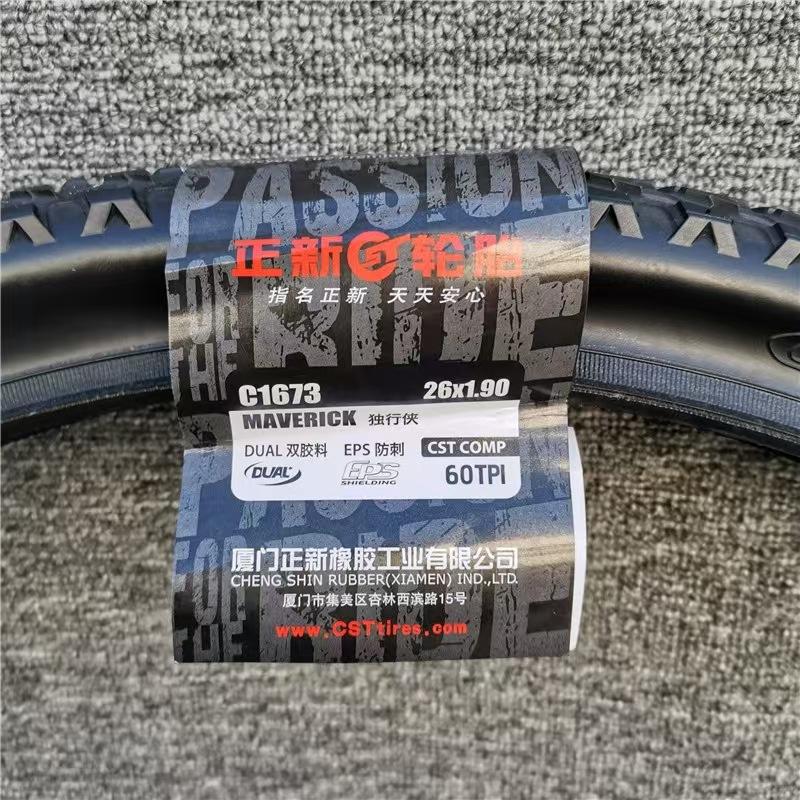 PASSION
FOR
THE
RIDE
正新轮胎
指名正新 天天安心
C1673 26x1.90
MAVERICK 独行侠
DUAL 双胶料 EPS 防刺 CST COMP
DUAL EPS SHIELDING 60TPI
PASSION
FOR
THE
RIDE
厦门正新橡胶工业有限公司
CHENG SHIN RUBBER(XIAMEN) IND.,LTD.
厦门市集美区杏林西滨路15号
www.CSTtires.com